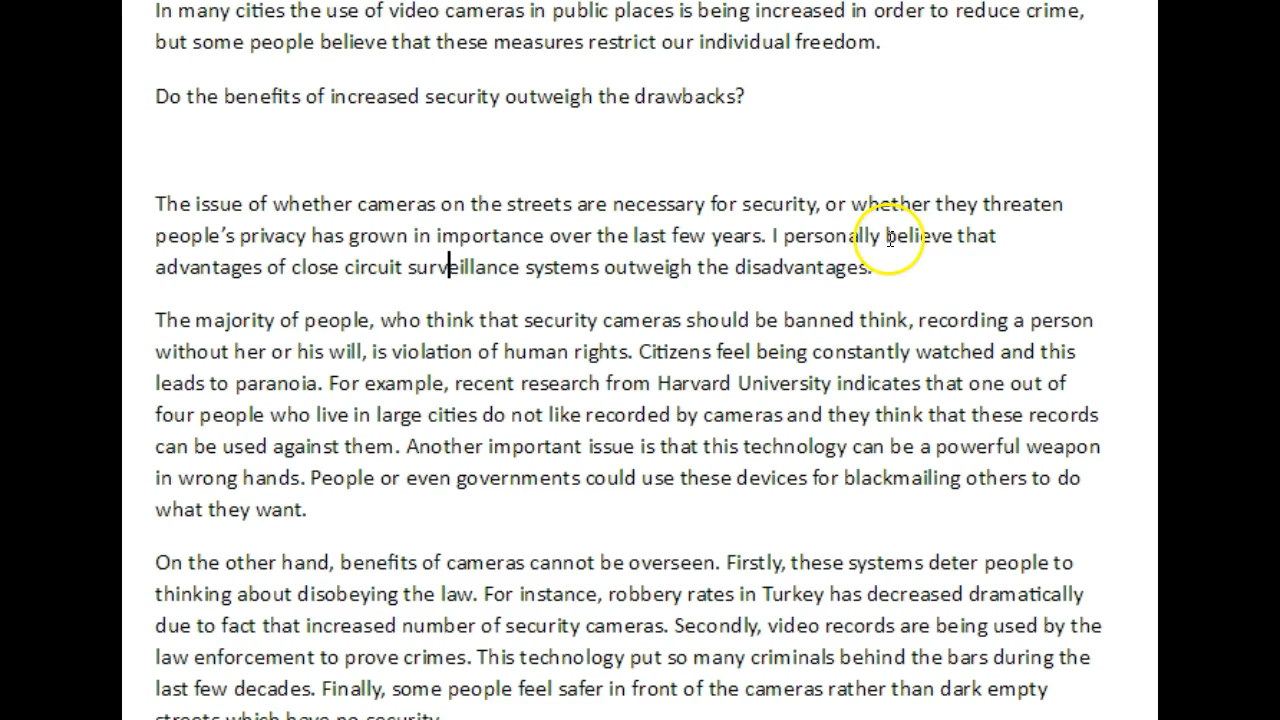 In many cities the use of video cameras in public places is being increased in order to reduce crime,
but some people believe that these measures restrict our individual freedom.
Do the benefits of increased security outweigh the drawbacks?
The issue of whether cameras on the streets are necessary for security, or whether they threaten
people's privacy has grown in importance over the last few years. I personally believe that
advantages of close circuit surveillance systems outweigh the disadvantages.
The majority of people, who think that security cameras should be banned think, recording a person
without her or his will, is violation of human rights. Citizens feel being constantly watched and this
leads to paranoia. For example, recent research from Harvard University indicates that one out of
four people who live in large cities do not like recorded by cameras and they think that these records
can be used against them. Another important issue is that this technology can be a powerful weapon
in wrong hands. People or even governments could use these devices for blackmailing others to do
what they want.
On the other hand, benefits of cameras cannot be overseen. Firstly, these systems deter people to
thinking about disobeying the law. For instance, robbery rates in Turkey has decreased dramatically
due to fact that increased number of security cameras. Secondly, video records are being used by the
law enforcement to prove crimes. This technology put so many criminals behind the bars during the
last few decades. Finally, some people feel safer in front of the cameras rather than dark empty
streets which have no security.